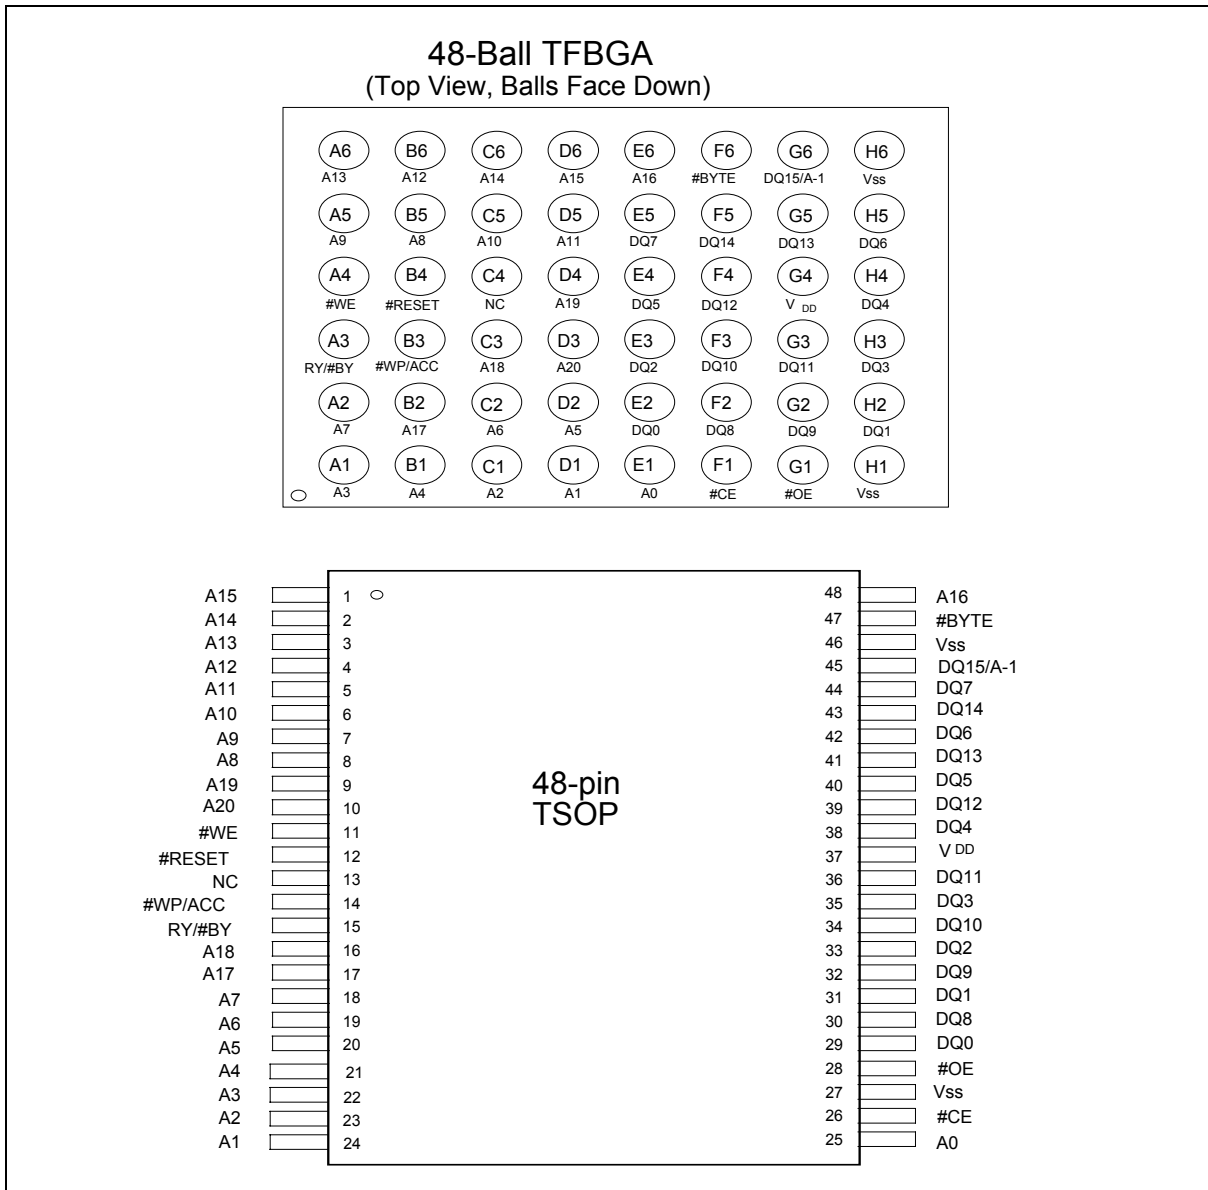 48-Ball TFBGA
(Top View, Balls Face Down)
A6 B6 C6 D6 E6 F6 G6 H6
A13 A12 A14 A15 A16 #BYTE DQ15/A-1 Vss
A5 B5 C5 D5 E5 F5 G5 H5
A9 A8 A10 A11 DQ7 DQ14 DQ13 DQ6
A4 B4 C4 D4 E4 F4 G4 H4
#WE #RESET NC A19 DQ5 DQ12 V DD DQ4
A3 B3 C3 D3 E3 F3 G3 H3
RY/#BY #WP/ACC A18 A20 DQ2 DQ10 DQ11 DQ3
A2 B2 C2 D2 E2 F2 G2 H2
A7 A17 A6 A5 DQ0 DQ8 DQ9 DQ1
A1 B1 C1 D1 E1 F1 G1 H1
A3 A4 A2 A1 A0 #CE #OE Vss
A15 1 48 A16
A14 2 47 #BYTE
A13 3 46 Vss
A12 4 45 DQ15/A-1
A11 5 44 DQ7
A10 6 43 DQ14
A9 7 42 DQ6
A8 8 41 DQ13
A19 9 40 DQ5
A20 10 39 DQ12
#WE 11 38 DQ4
#RESET 12 37 V DD
NC 13 36 DQ11
#WP/ACC 14 35 DQ3
RY/#BY 15 34 DQ10
A18 16 33 DQ2
A17 17 32 DQ9
A7 18 31 DQ1
A6 19 30 DQ8
A5 20 29 DQ0
A4 21 28 #OE
A3 22 27 Vss
A2 23 26 #CE
A1 24 25 A0
48-pin
TSOP